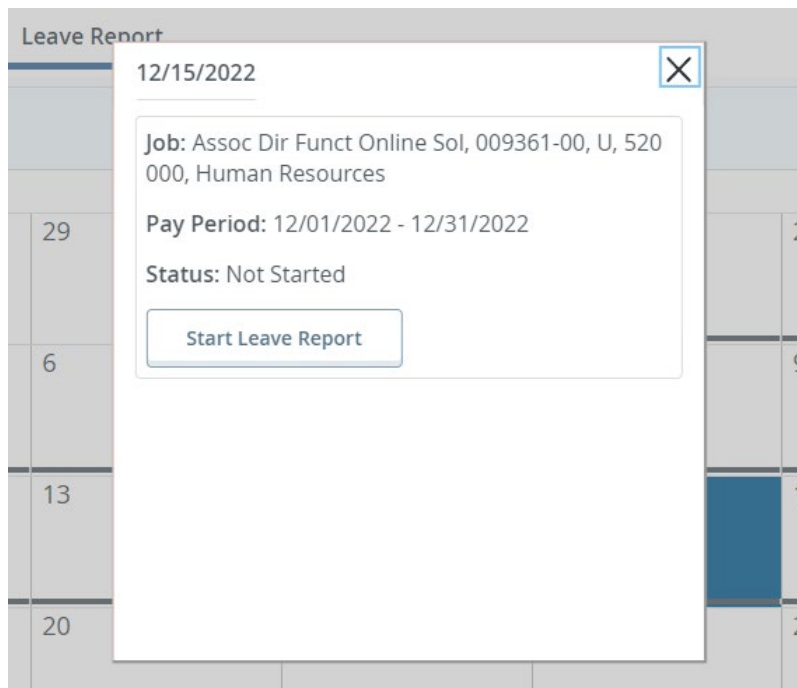 Leave Report
12/15/2022
Job: Assoc Dir Funct Online Sol, 009361-00, U, 520
000, Human Resources
29
Pay Period: 12/01/2022 - 12/31/2022
Status: Not Started
Start Leave Report
6
13
20